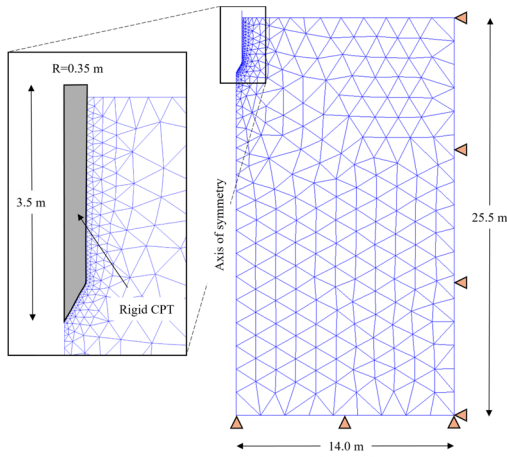 R=0.35 m
3.5 m
Rigid CPT
Axis of symmetry
25.5 m
14.0 m